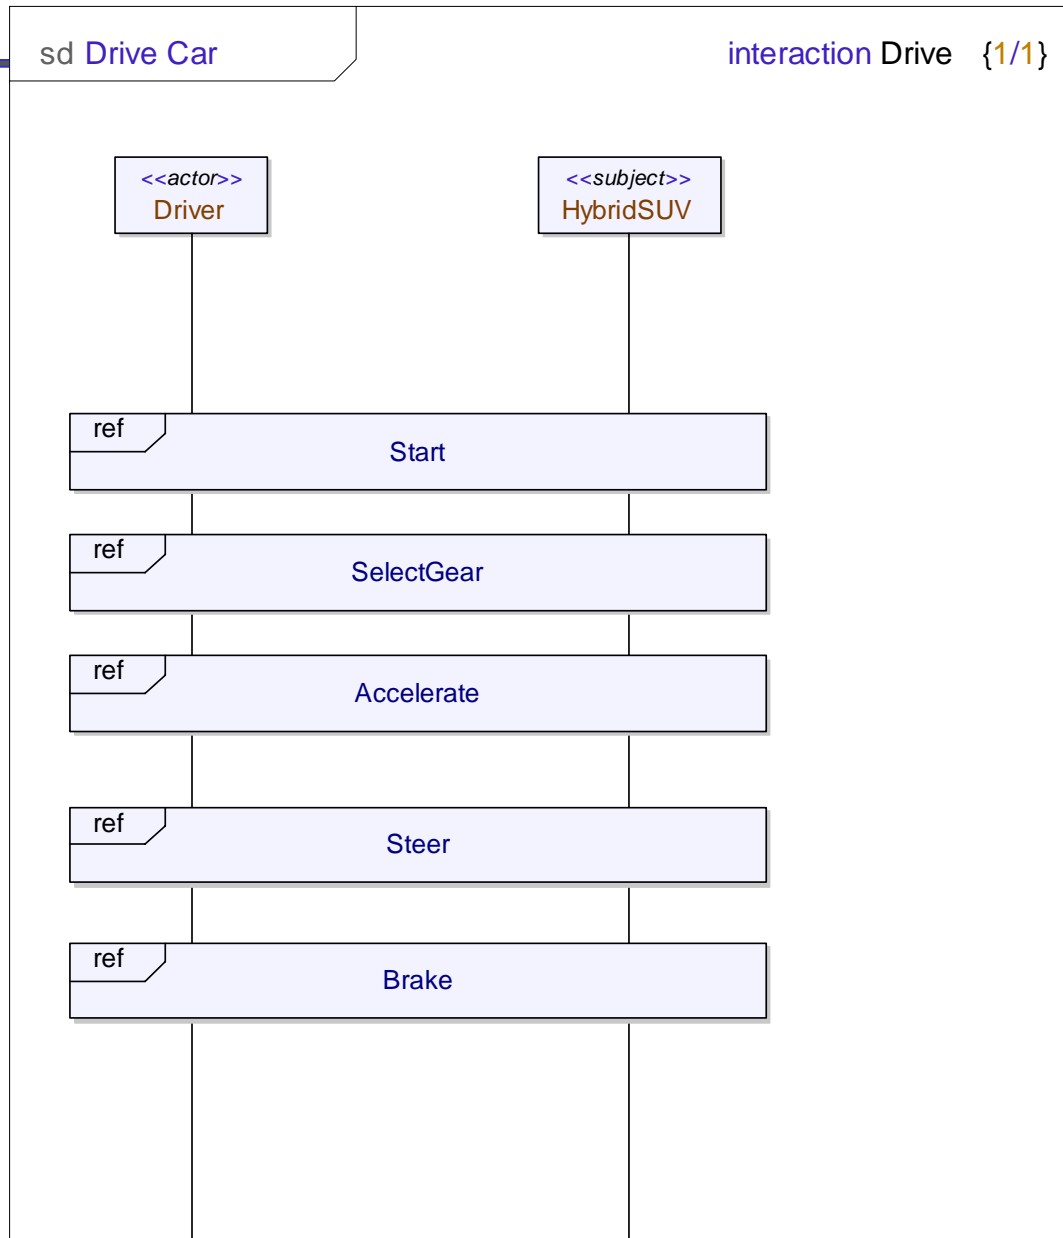 sd Drive Car
interaction Drive {1/1}
<<actor>>
Driver
<<subject>>
HybridSUV
ref
Start
ref
SelectGear
ref
Accelerate
ref
Steer
ref
Brake